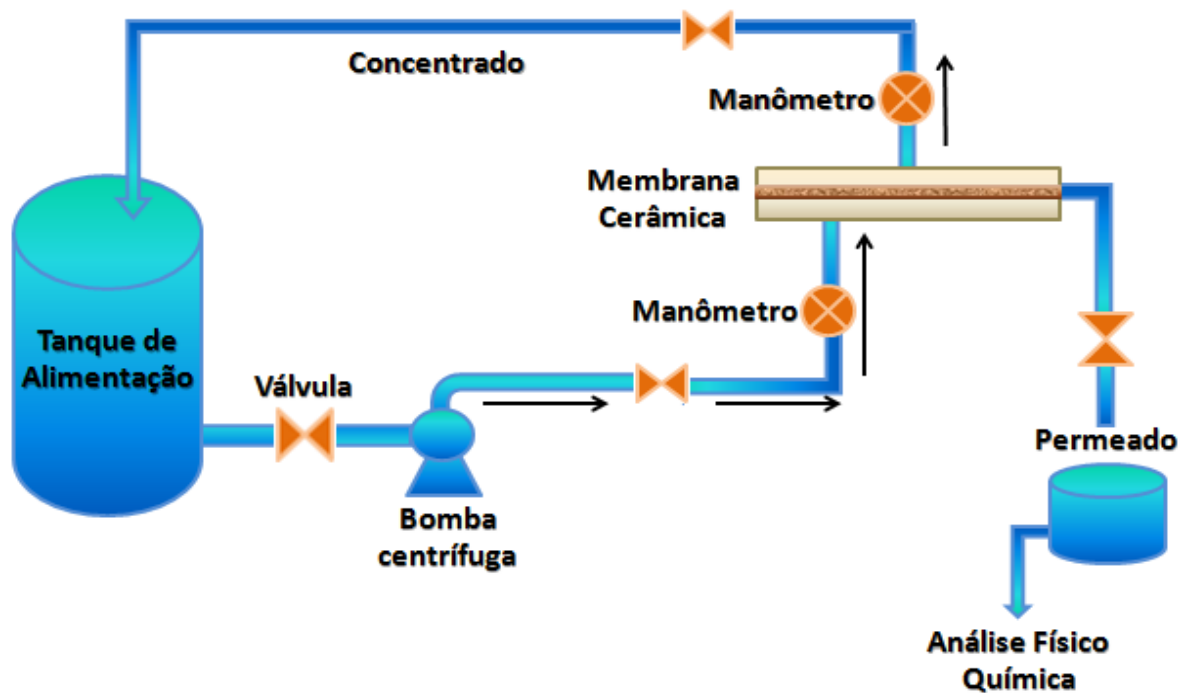 Concentrado
Manômetro
Membrana
Cerâmica
Manômetro
Tanque de
Alimentação
Válvula
Bomba
centrífuga
Permeado
Análise Físico
Química